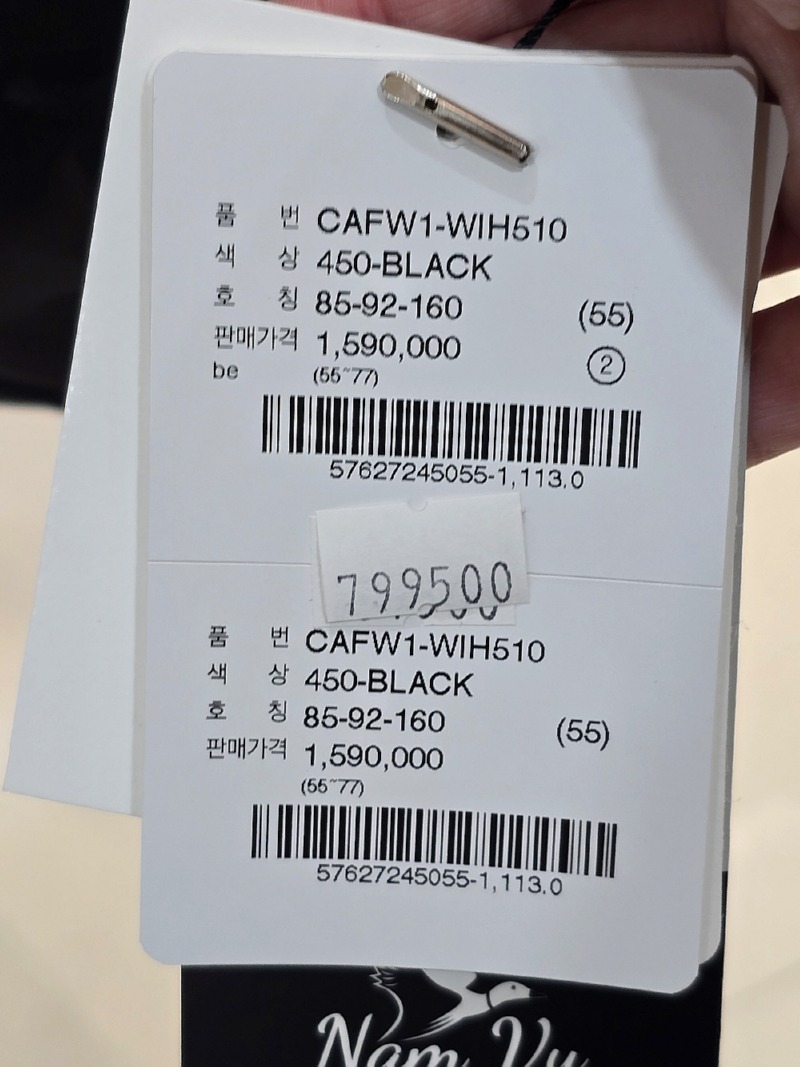 품 번 CAFW1-WIH510
색 상 450-BLACK
호 칭 85-92-160 (55)
판매가격 1,590,000 ②
be (55~77)
57627245055-1,113.0
799500
품 번 CAFW1-WIH510
색 상 450-BLACK
호 칭 85-92-160 (55)
판매가격 1,590,000
(55~77)
57627245055-1,113.0
Nam Vu